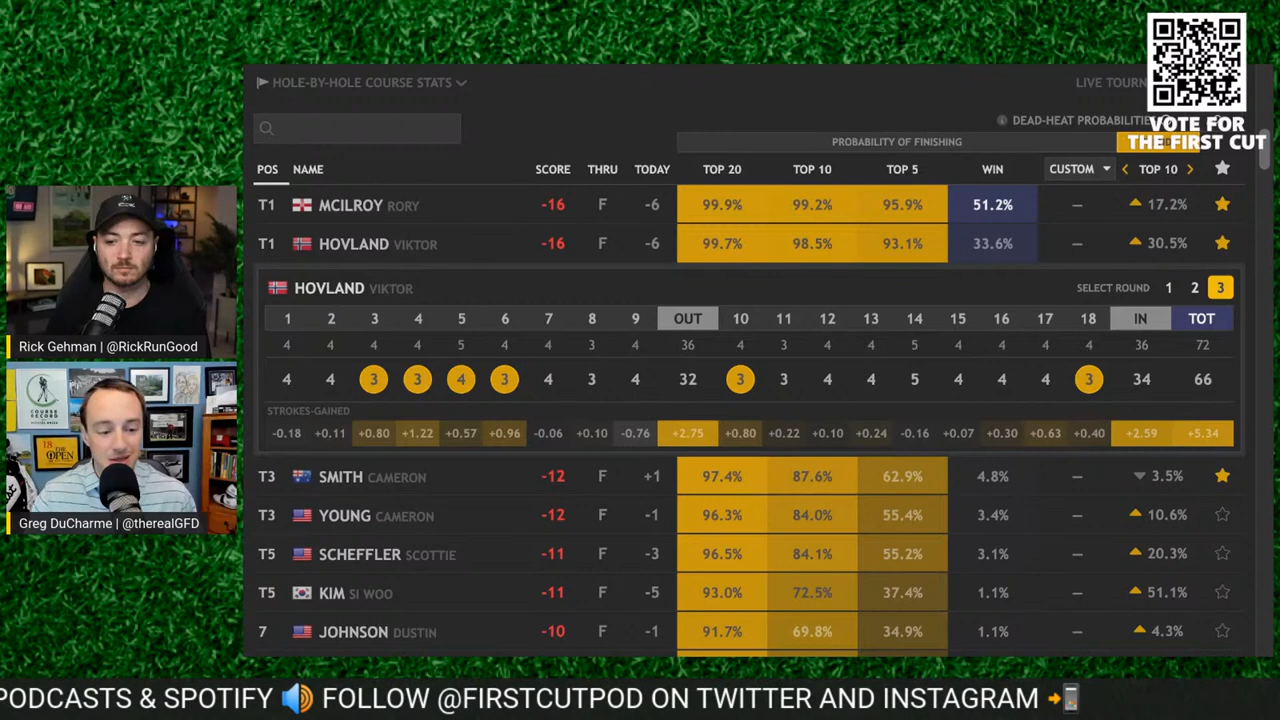 HOLE-BY-HOLE COURSE STATS
LIVE TOURN
VOTE FOR
THE FIRST CUT
DEAD-HEAT PROBABILITIE
PROBABILITY OF FINISHING
POS NAME SCORE THRU TODAY TOP 20 TOP 10 TOP 5 WIN CUSTOM TOP 10
T1 MCILROY RORY -16 F -6 99.9% 99.2% 95.9% 51.2% — 17.2%
T1 HOVLAND VIKTOR -16 F -6 99.7% 98.5% 93.1% 33.6% — 30.5%
HOVLAND VIKTOR SELECT ROUND 1 2 3
1 2 3 4 5 6 7 8 9 OUT 10 11 12 13 14 15 16 17 18 IN TOT
4 4 4 4 5 4 4 3 4 36 4 3 4 4 5 4 4 4 4 36 72
4 4 3 3 4 3 4 3 4 32 3 3 4 4 5 4 4 4 3 34 66
STROKES-GAINED
-0.18 +0.11 +0.80 +1.22 +0.57 +0.96 -0.06 +0.10 -0.76 +2.75 +0.80 +0.22 +0.10 +0.24 -0.16 +0.07 +0.30 +0.63 +0.40 +2.59 +5.34
T3 SMITH CAMERON -12 F +1 97.4% 87.6% 62.9% 4.8% — 3.5%
T3 YOUNG CAMERON -12 F -1 96.3% 84.0% 55.4% 3.4% — 10.6%
T5 SCHEFFLER SCOTTIE -11 F -3 96.5% 84.1% 55.2% 3.1% — 20.3%
T5 KIM SI WOO -11 F -5 93.0% 72.5% 37.4% 1.1% — 51.1%
7 JOHNSON DUSTIN -10 F -1 91.7% 69.8% 34.9% 1.1% — 4.3%
Rick Gehman | @RickRunGood
COURSE
RECORD
18
THE OPEN
Greg DuCharme | @therealGFD
PODCASTS & SPOTIFY 🔊 FOLLOW @FIRSTCUTPOD ON TWITTER AND INSTAGRAM 📲